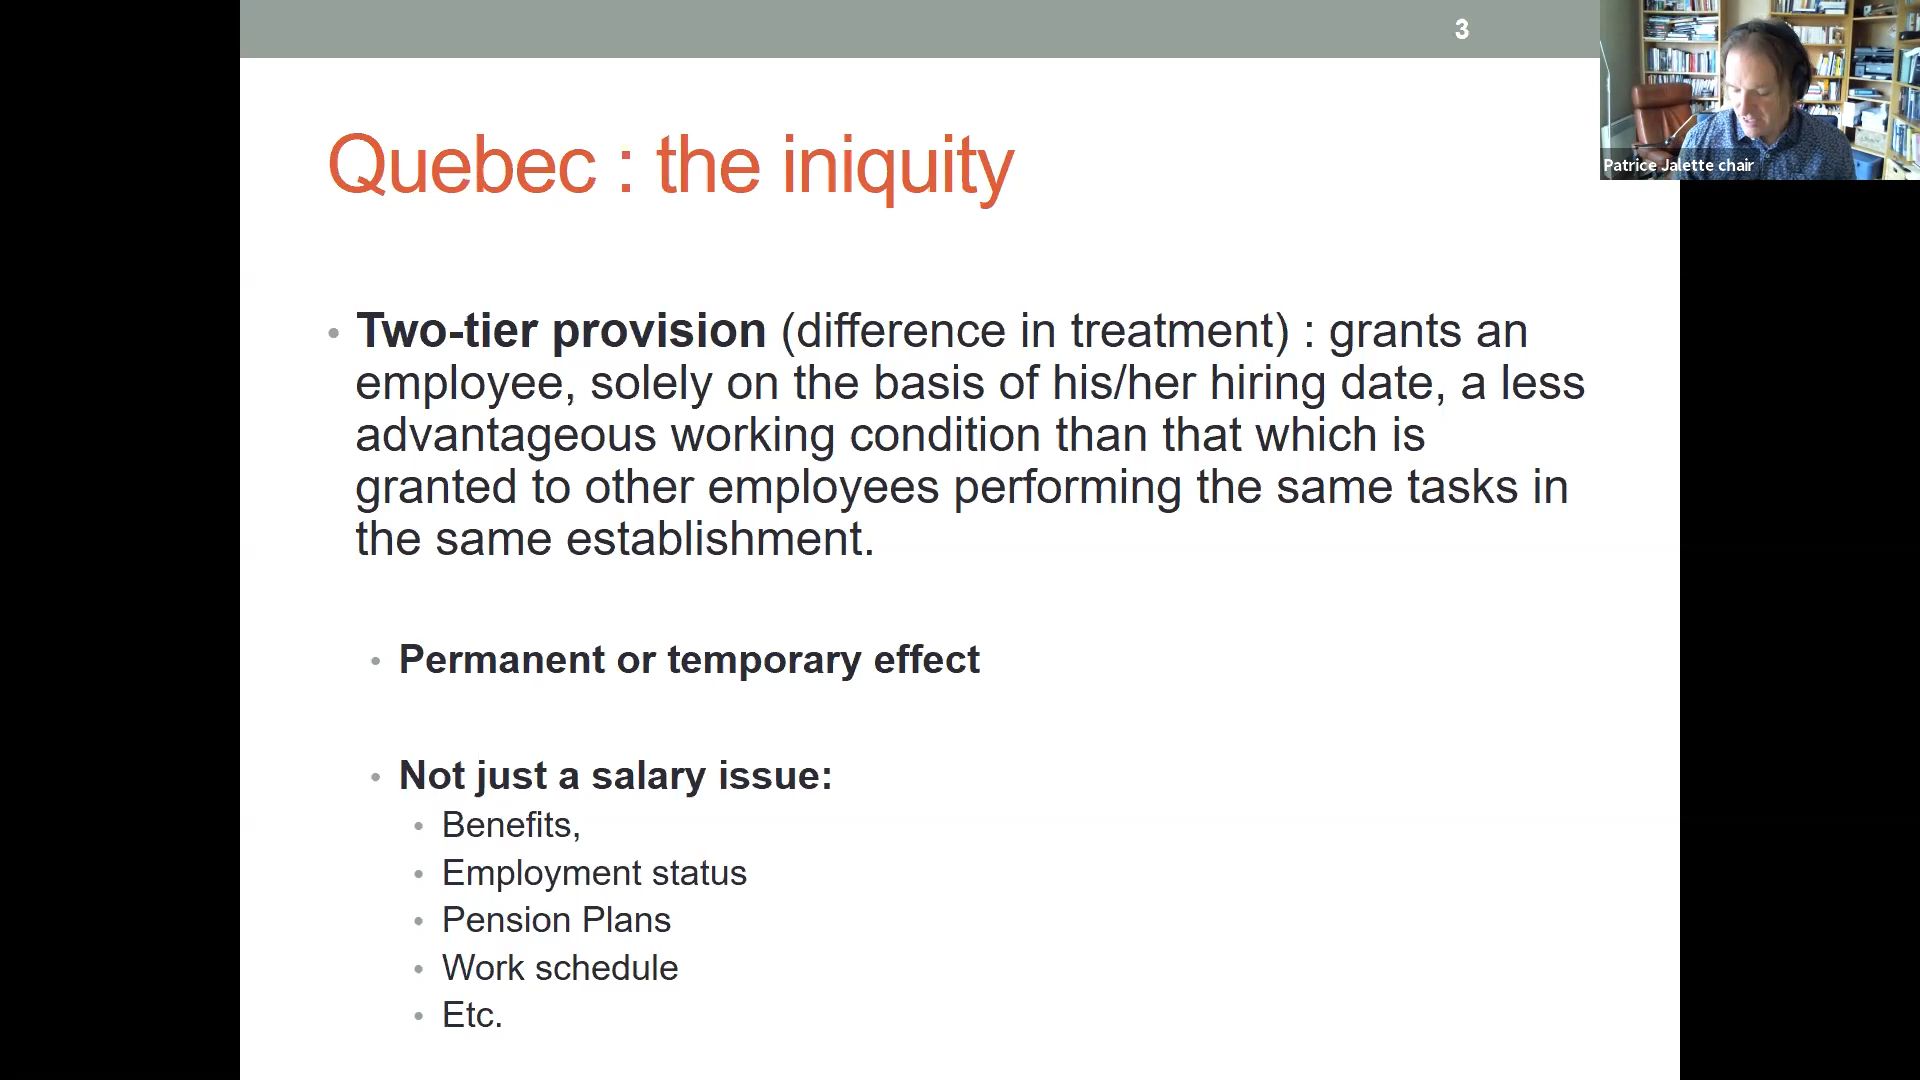 3
Patrice Jalette chair
Quebec : the iniquity
• Two-tier provision (difference in treatment) : grants an
employee, solely on the basis of his/her hiring date, a less
advantageous working condition than that which is
granted to other employees performing the same tasks in
the same establishment.
• Permanent or temporary effect
• Not just a salary issue:
• Benefits,
• Employment status
• Pension Plans
• Work schedule
• Etc.